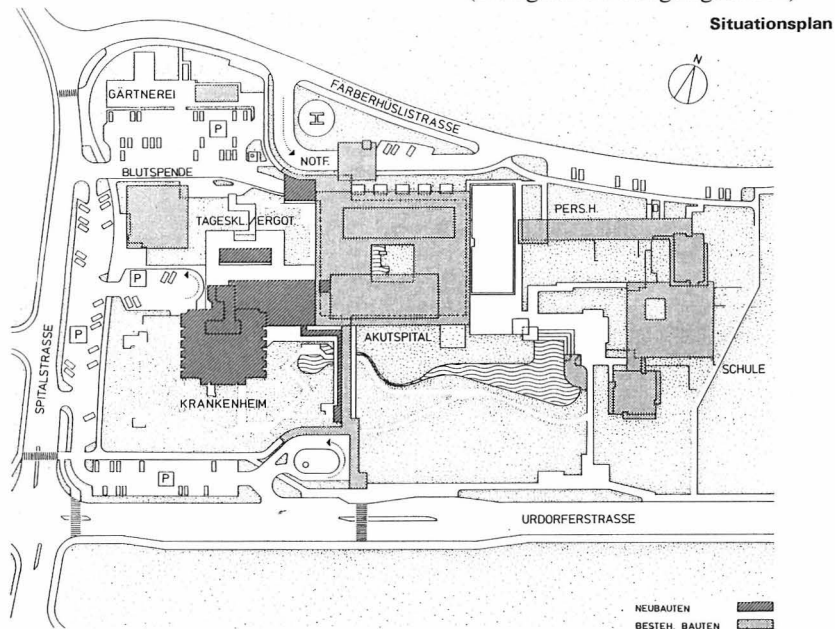 Situationsplan
N
GÄRTNEREI
FÄRBERHÜSLISTRASSE
P
NOTF.
BLUTSPENDE
TAGESKL./ERGOT.
PERS.H.
P
P
SPITALSTRASSE
AKUTSPITAL
SCHULE
KRANKENHEIM
P
URDORFERSTRASSE
NEUBAUTEN
BESTEH. BAUTEN